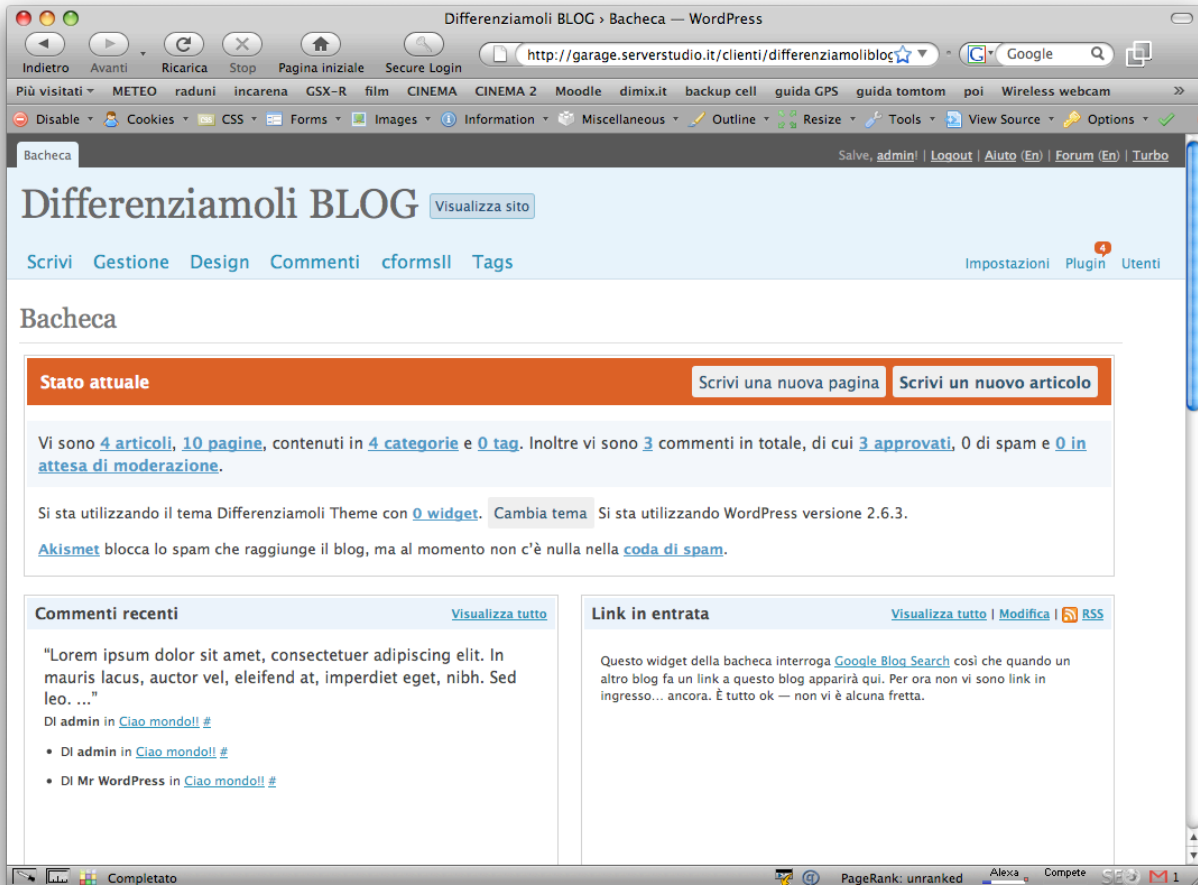 Differenziamoli BLOG › Bacheca — WordPress
http://garage.serverstudio.it/clienti/differenziamoliblog
Google
Indietro Avanti Ricarica Stop Pagina iniziale Secure Login
Più visitati METEO raduni incarena GSX-R film CINEMA CINEMA 2 Moodle dimix.it backup cell guida GPS guida tomtom poi Wireless webcam »
Disable Cookies CSS Forms Images Information Miscellaneous Outline Resize Tools View Source Options
Bacheca Salve, admin! | Logout | Aiuto (En) | Forum (En) | Turbo
Differenziamoli BLOG Visualizza sito
Scrivi Gestione Design Commenti cformsII Tags Impostazioni Plugin 4 Utenti
Bacheca
Stato attuale Scrivi una nuova pagina Scrivi un nuovo articolo
Vi sono 4 articoli, 10 pagine, contenuti in 4 categorie e 0 tag. Inoltre vi sono 3 commenti in totale, di cui 3 approvati, 0 di spam e 0 in
attesa di moderazione.
Si sta utilizzando il tema Differenziamoli Theme con 0 widget. Cambia tema Si sta utilizzando WordPress versione 2.6.3.
Akismet blocca lo spam che raggiunge il blog, ma al momento non c'è nulla nella coda di spam.
Commenti recenti Visualizza tutto
“Lorem ipsum dolor sit amet, consectetuer adipiscing elit. In
mauris lacus, auctor vel, eleifend at, imperdiet eget, nibh. Sed
leo. ...”
DI admin in Ciao mondo!! #
• DI admin in Ciao mondo!! #
• DI Mr WordPress in Ciao mondo!! #
Link in entrata Visualizza tutto | Modifica | RSS
Questo widget della bacheca interroga Google Blog Search così che quando un
altro blog fa un link a questo blog apparirà qui. Per ora non vi sono link in
ingresso... ancora. È tutto ok — non vi è alcuna fretta.
Completato PageRank: unranked Alexa Compete SEO 1